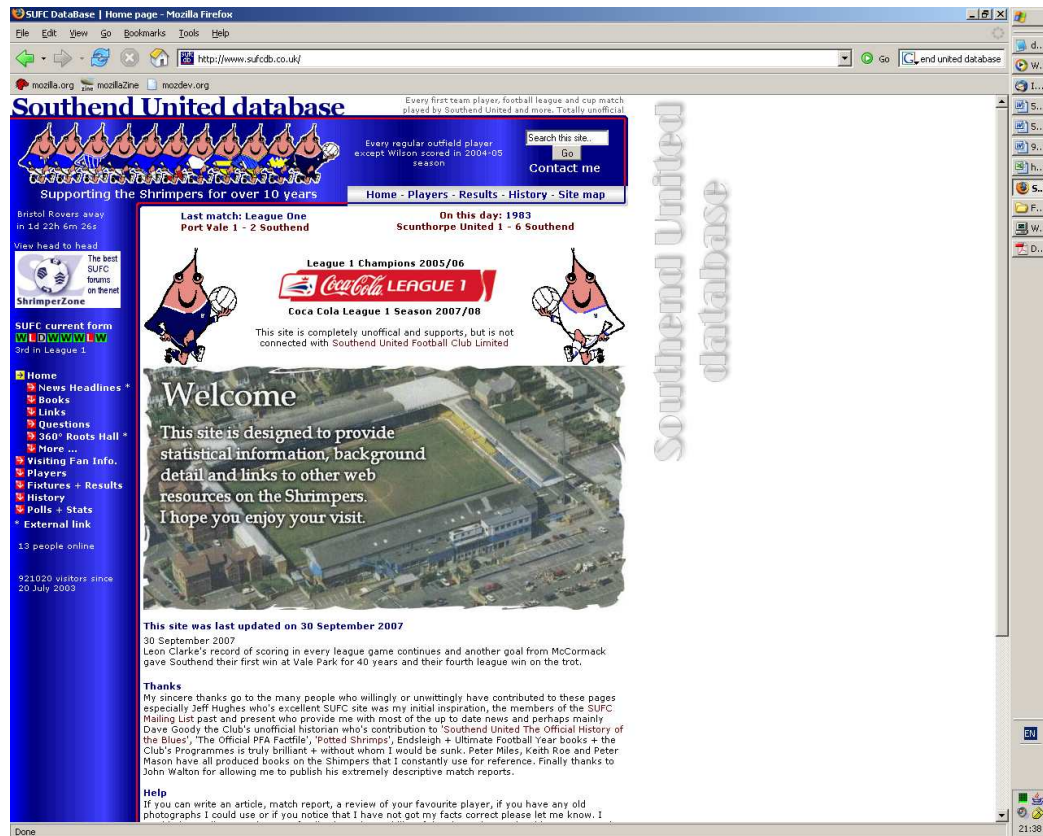 SUFC DataBase | Home page - Mozilla Firefox
File Edit View Go Bookmarks Tools Help
http://www.sufcdb.co.uk/
Go
end united database
mozilla.org mozillaZine mozdev.org
Southend United database
Every first team player, football league and cup match
played by Southend United and more. Totally unofficial
Every regular outfield player
except Wilson scored in 2004-05
season
Search this site..
Go
Contact me
Supporting the Shrimpers for over 10 years
Home - Players - Results - History - Site map
Bristol Rovers away
in 1d 22h 6m 26s
View head to head
The best
SUFC
forums
on the net
ShrimperZone
SUFC current form
W L D W W W L W
3rd in League 1
Home
News Headlines *
Books
Links
Questions
360° Roots Hall *
More ...
Visiting Fan Info.
Players
Fixtures + Results
History
Polls + Stats
* External link
13 people online
921020 visitors since
20 July 2003
Last match: League One
Port Vale 1 - 2 Southend
On this day: 1983
Scunthorpe United 1 - 6 Southend
League 1 Champions 2005/06
Coca-Cola LEAGUE 1
Coca Cola League 1 Season 2007/08
This site is completely unoffical and supports, but is not
connected with Southend United Football Club Limited
Welcome
This site is designed to provide
statistical information, background
detail and links to other web
resources on the Shrimpers.
I hope you enjoy your visit.
This site was last updated on 30 September 2007
30 September 2007
Leon Clarke's record of scoring in every league game continues and another goal from McCormack
gave Southend their first win at Vale Park for 40 years and their fourth league win on the trot.
Thanks
My sincere thanks go to the many people who willingly or unwittingly have contributed to these pages
especially Jeff Hughes who's excellent SUFC site was my initial inspiration, the members of the SUFC
Mailing List past and present who provide me with most of the up to date news and perhaps mainly
Dave Goody the Club's unofficial historian who's contribution to 'Southend United The Official History of
the Blues', 'The Official PFA Factfile', 'Potted Shrimps', Endsleigh + Ultimate Football Year books + the
Club's Programmes is truly brilliant + without whom I would be sunk. Peter Miles, Keith Roe and Peter
Mason have all produced books on the Shimpers that I constantly use for reference. Finally thanks to
John Walton for allowing me to publish his extremely descriptive match reports.
Help
If you can write an article, match report, a review of your favourite player, if you have any old
photographs I could use or if you notice that I have not got my facts correct please let me know. I
Southend United
database
d..
W.
I...
5..
5..
9..
h..
S..
F..
W.
D..
EN
21:38
Done